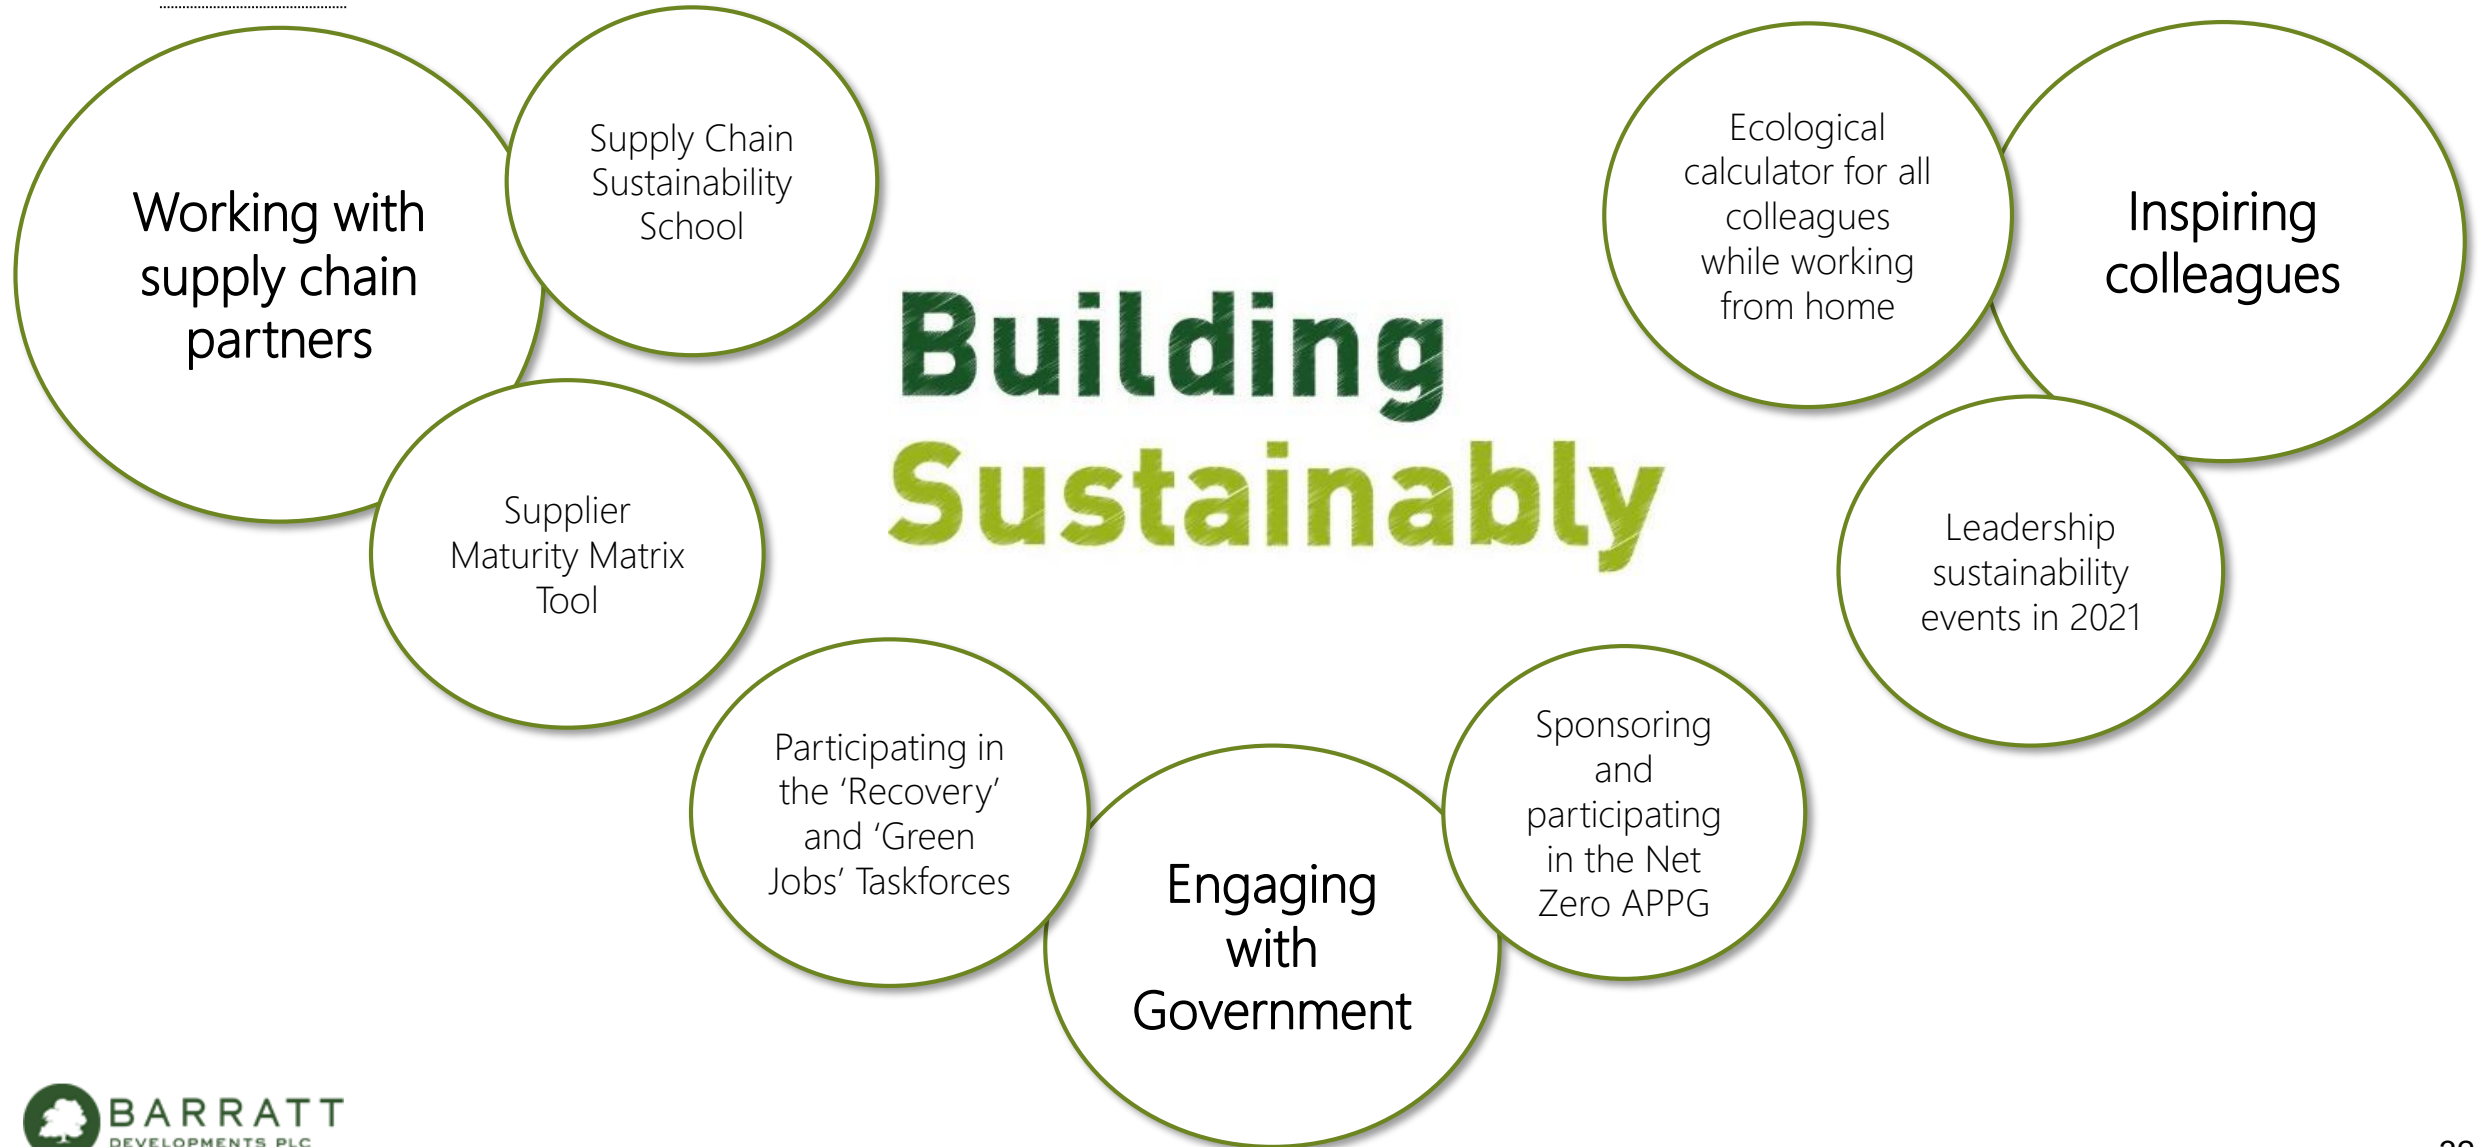 Working with
supply chain
partners
Supply Chain
Sustainability
School
Supplier
Maturity Matrix
Tool
Building
Sustainably
Ecological
calculator for all
colleagues
while working
from home
Inspiring
colleagues
Leadership
sustainability
events in 2021
Participating in
the ‘Recovery’
and ‘Green
Jobs’ Taskforces
Engaging
with
Government
Sponsoring
and
participating
in the Net
Zero APPG
BARRATT
DEVELOPMENTS PLC